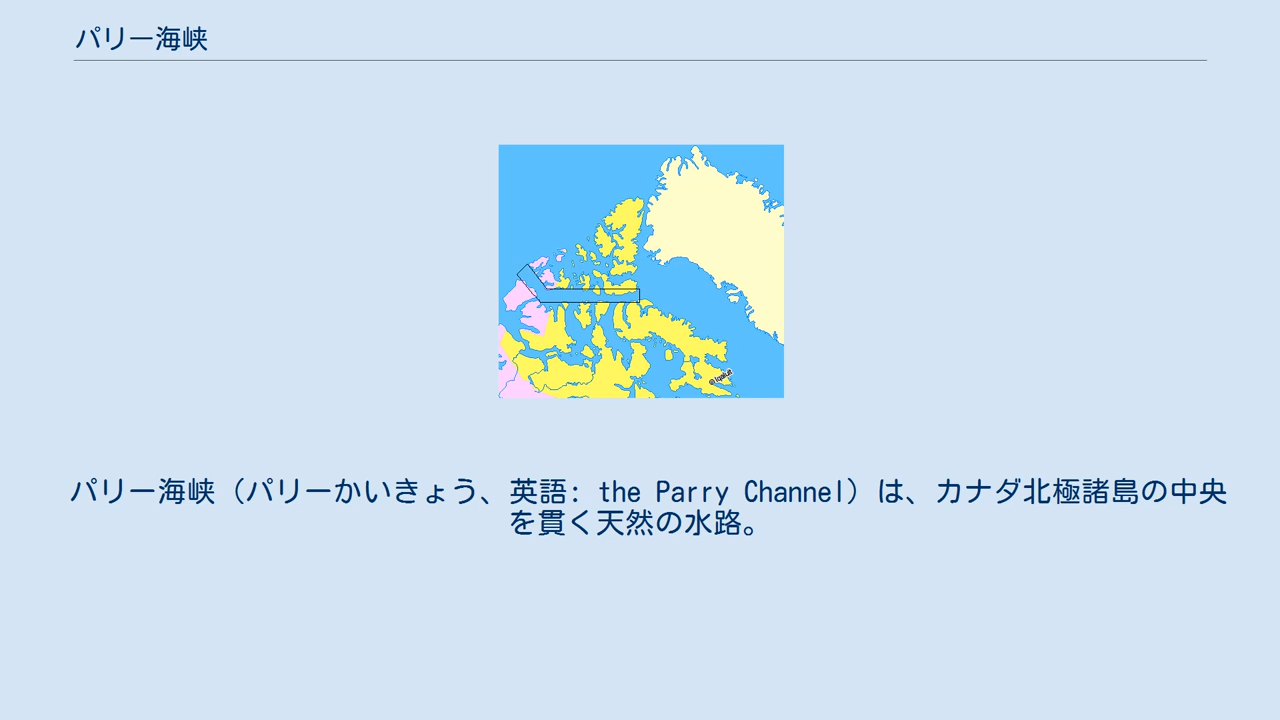 パリー海峡
Iqaluit
パリー海峡（パリーかいきょう、英語: the Parry Channel）は、カナダ北極諸島の中央
を貫く天然の水路。